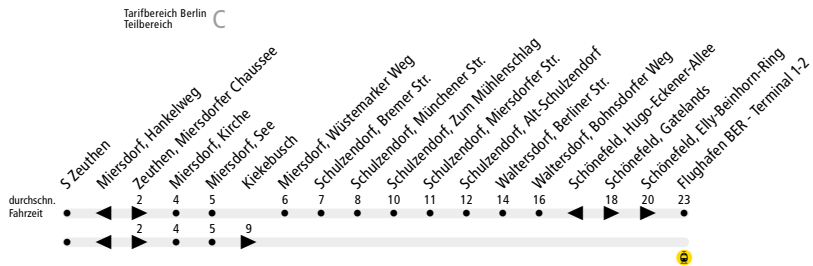 Tarifbereich Berlin
Teilbereich
C
S Zeuthen
Miersdorf, Hankelweg
Zeuthen, Miersdorfer Chaussee
Miersdorf, Kirche
Miersdorf, See
Kiekebusch
Miersdorf, Wüstemarker Weg
Schulzendorf, Bremer Str.
Schulzendorf, Münchener Str.
Schulzendorf, Zum Mühlenschlag
Schulzendorf, Miersdorfer Str.
Schulzendorf, Alt-Schulzendorf
Waltersdorf, Berliner Str.
Waltersdorf, Bohnsdorfer Weg
Schönefeld, Hugo-Eckener-Allee
Schönefeld, Gatelands
Schönefeld, Elly-Beinhorn-Ring
Flughafen BER - Terminal 1-2
durchschn.
Fahrzeit
2 4 5 6 7 8 10 11 12 14 16 18 20 23
2 4 5 9